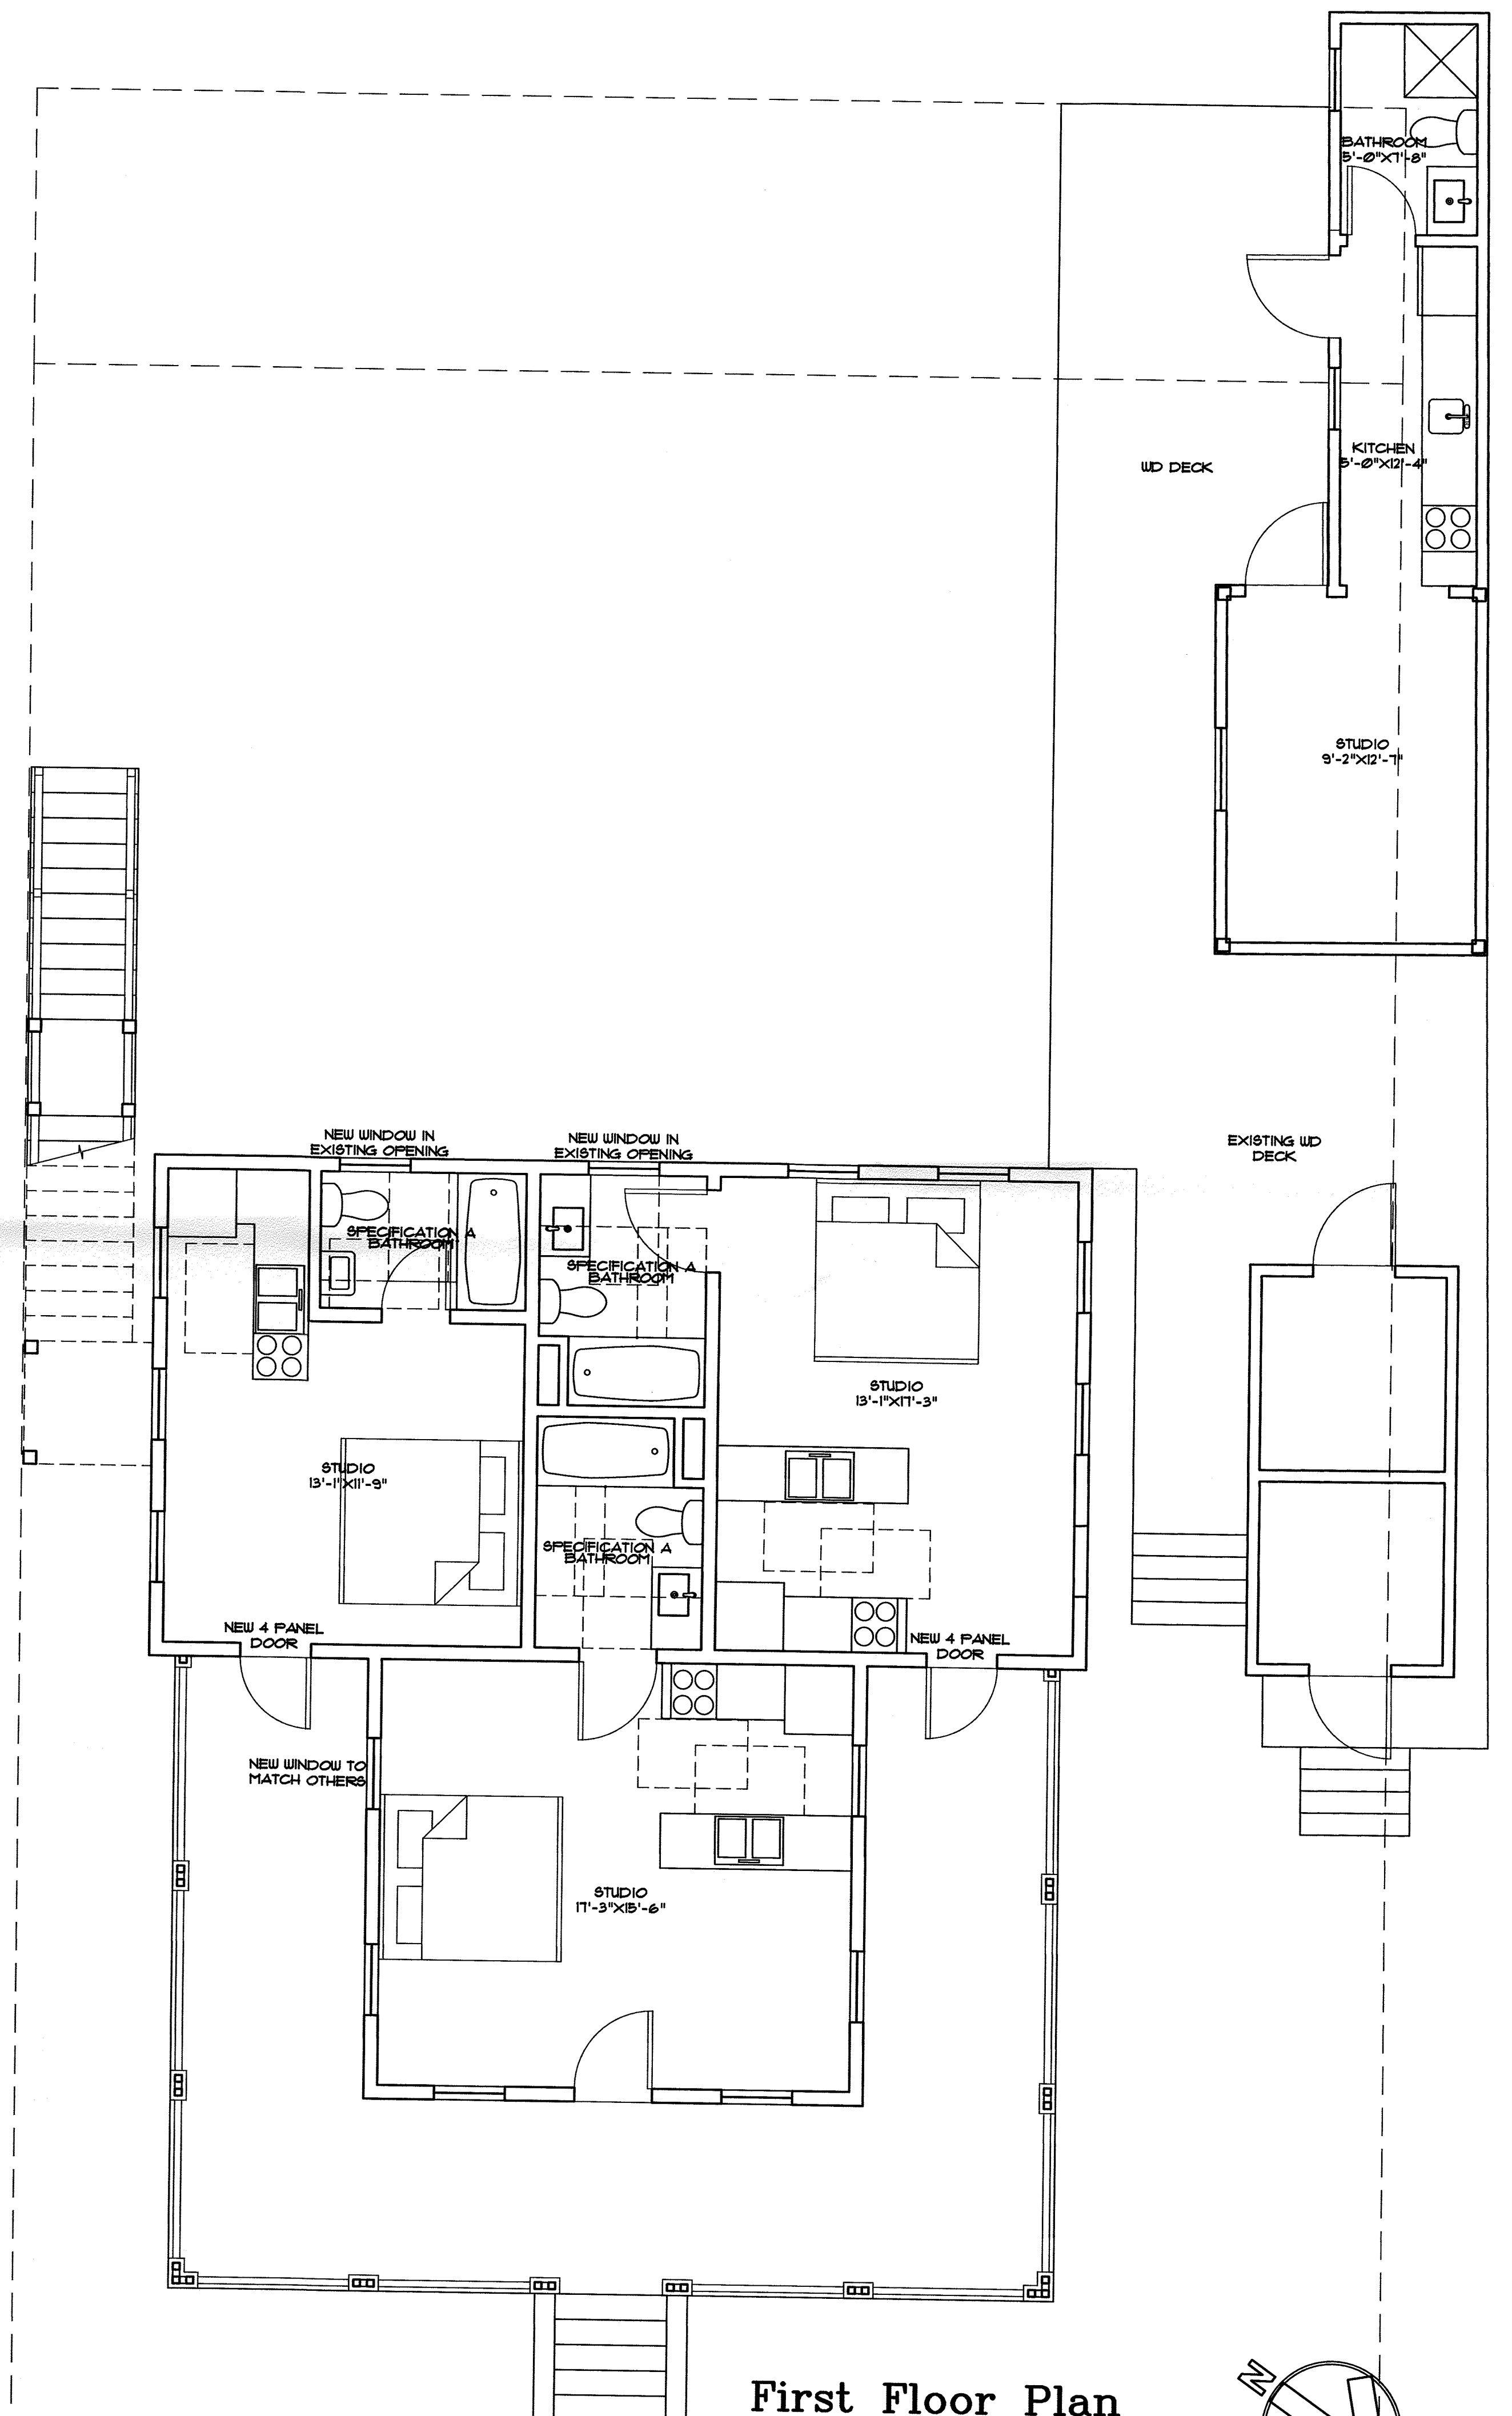 BATHROOM
5'-0"X7'-8"
KITCHEN
5'-0"X12'-4"
WD DECK
STUDIO
9'-2"X12'-7"
NEW WINDOW IN
EXISTING OPENING
NEW WINDOW IN
EXISTING OPENING
EXISTING WD
DECK
SPECIFICATION A
BATHROOM
SPECIFICATION A
BATHROOM
STUDIO
13'-1"X17'-3"
STUDIO
13'-1"X11'-9"
SPECIFICATION A
BATHROOM
NEW 4 PANEL
DOOR
NEW 4 PANEL
DOOR
NEW WINDOW TO
MATCH OTHERS
STUDIO
17'-3"X15'-6"
N
First Floor Plan